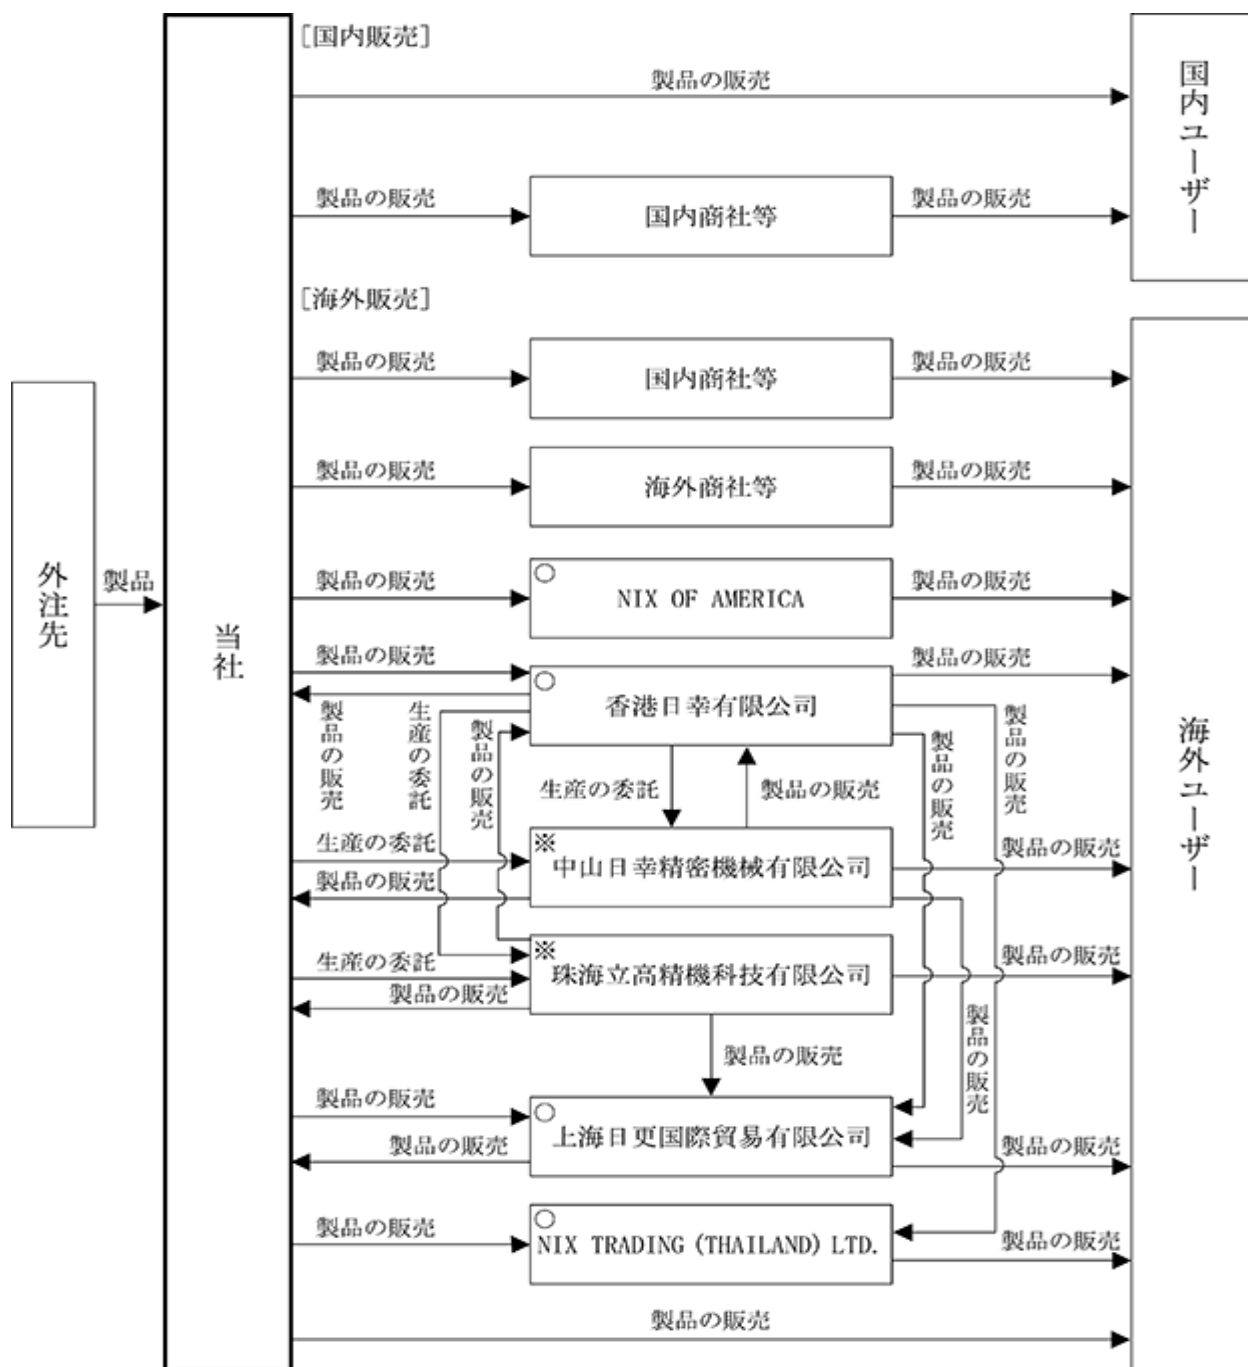 [国内販売]
製品の販売
国内ユーザー
製品の販売
国内商社等
製品の販売
[海外販売]
製品の販売
国内商社等
製品の販売
製品の販売
海外商社等
製品の販売
外注先
製品
当社
製品の販売
○
NIX OF AMERICA
製品の販売
製品の販売
○
香港日幸有限公司
製品の販売
海外ユーザー
製品の販売
生産の委託
製品の販売
生産の委託
製品の販売
製品の販売
製品の販売
生産の委託
※
中山日幸精密機械有限公司
製品の販売
製品の販売
生産の委託
※
珠海立高精機科技有限公司
製品の販売
製品の販売
製品の販売
製品の販売
製品の販売
○
上海日更国際貿易有限公司
製品の販売
製品の販売
製品の販売
○
NIX TRADING (THAILAND) LTD.
製品の販売
製品の販売